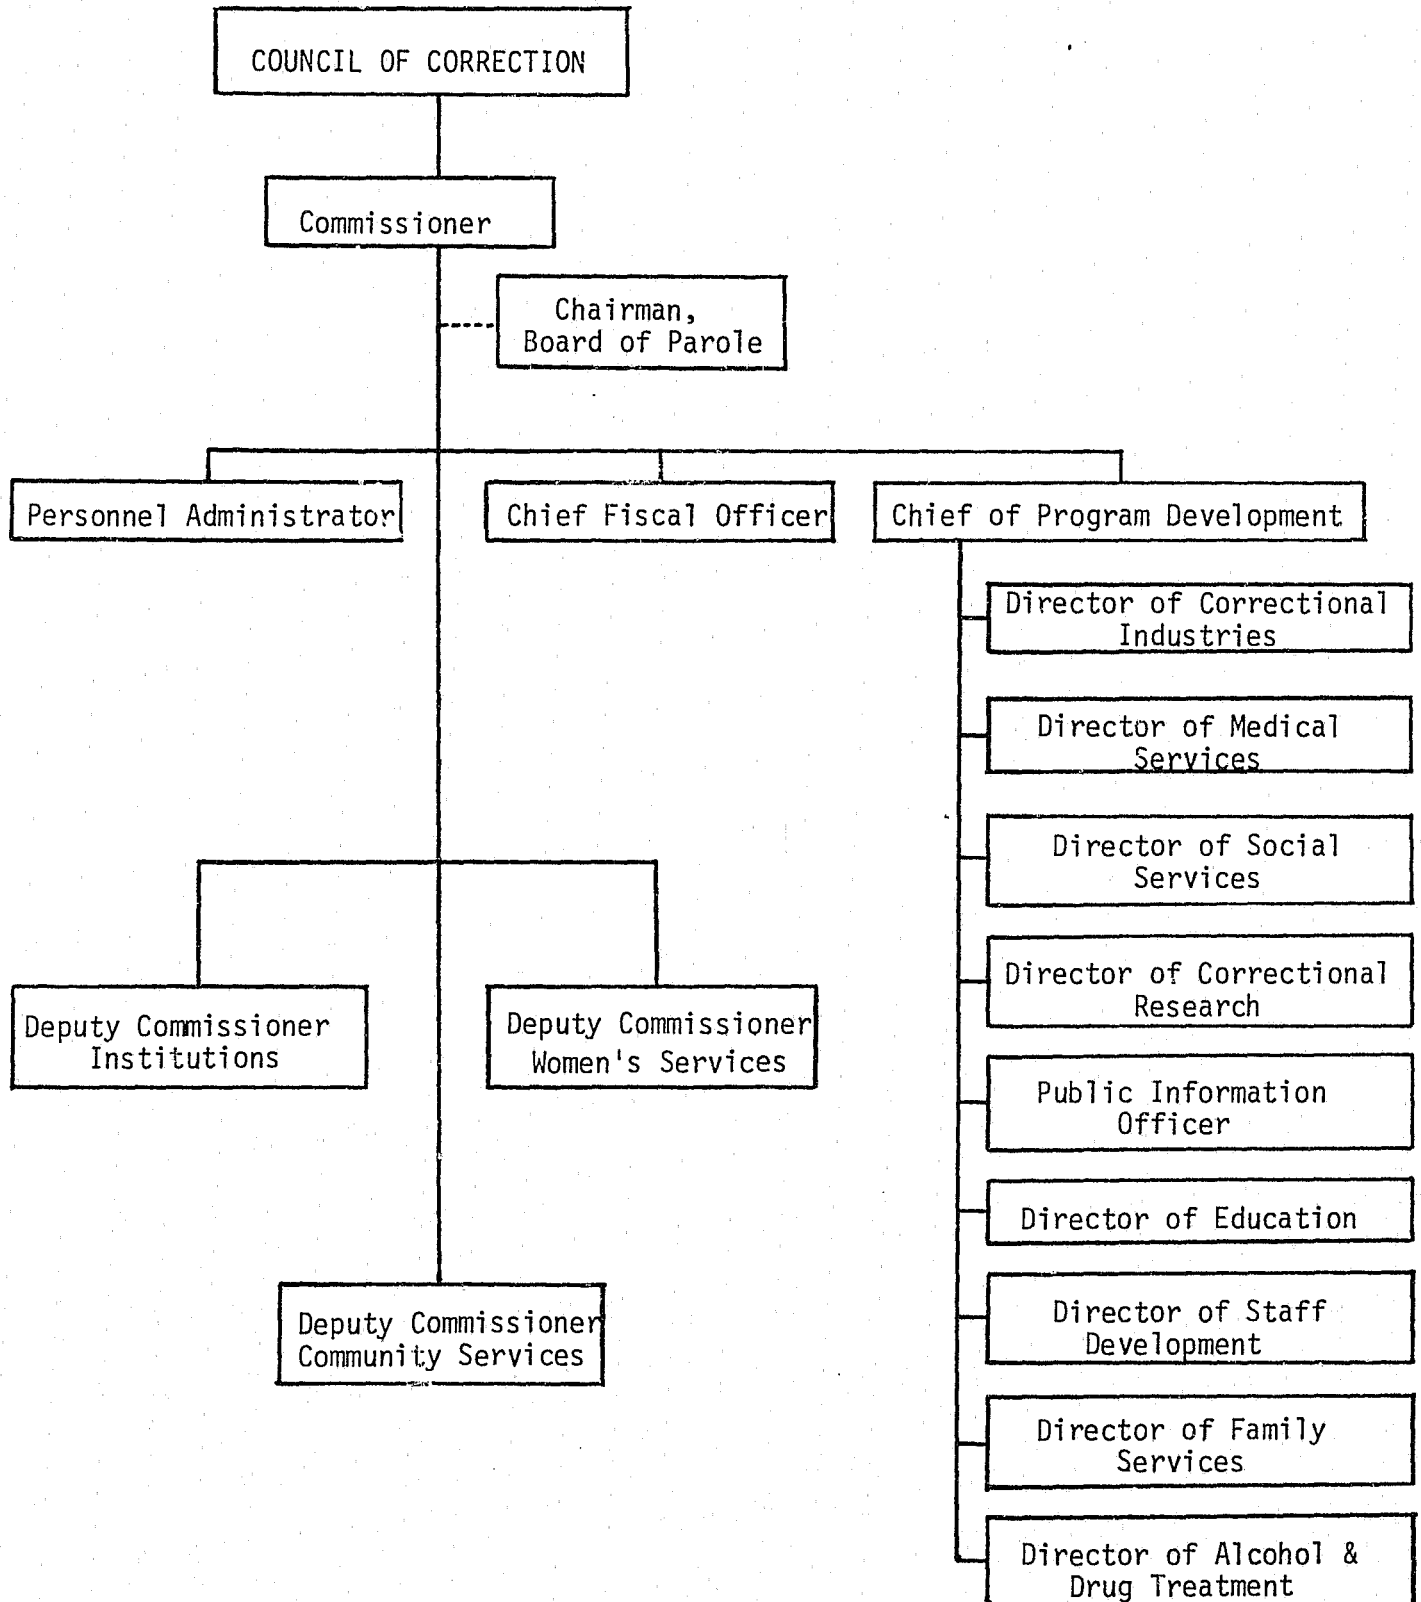 COUNCIL OF CORRECTION
Commissioner
Chairman,
Board of Parole
Personnel Administrator
Chief Fiscal Officer
Chief of Program Development
Director of Correctional
Industries
Director of Medical
Services
Director of Social
Services
Director of Correctional
Research
Public Information
Officer
Director of Education
Director of Staff
Development
Director of Family
Services
Director of Alcohol &
Drug Treatment
Deputy Commissioner
Institutions
Deputy Commissioner
Women's Services
Deputy Commissioner
Community Services